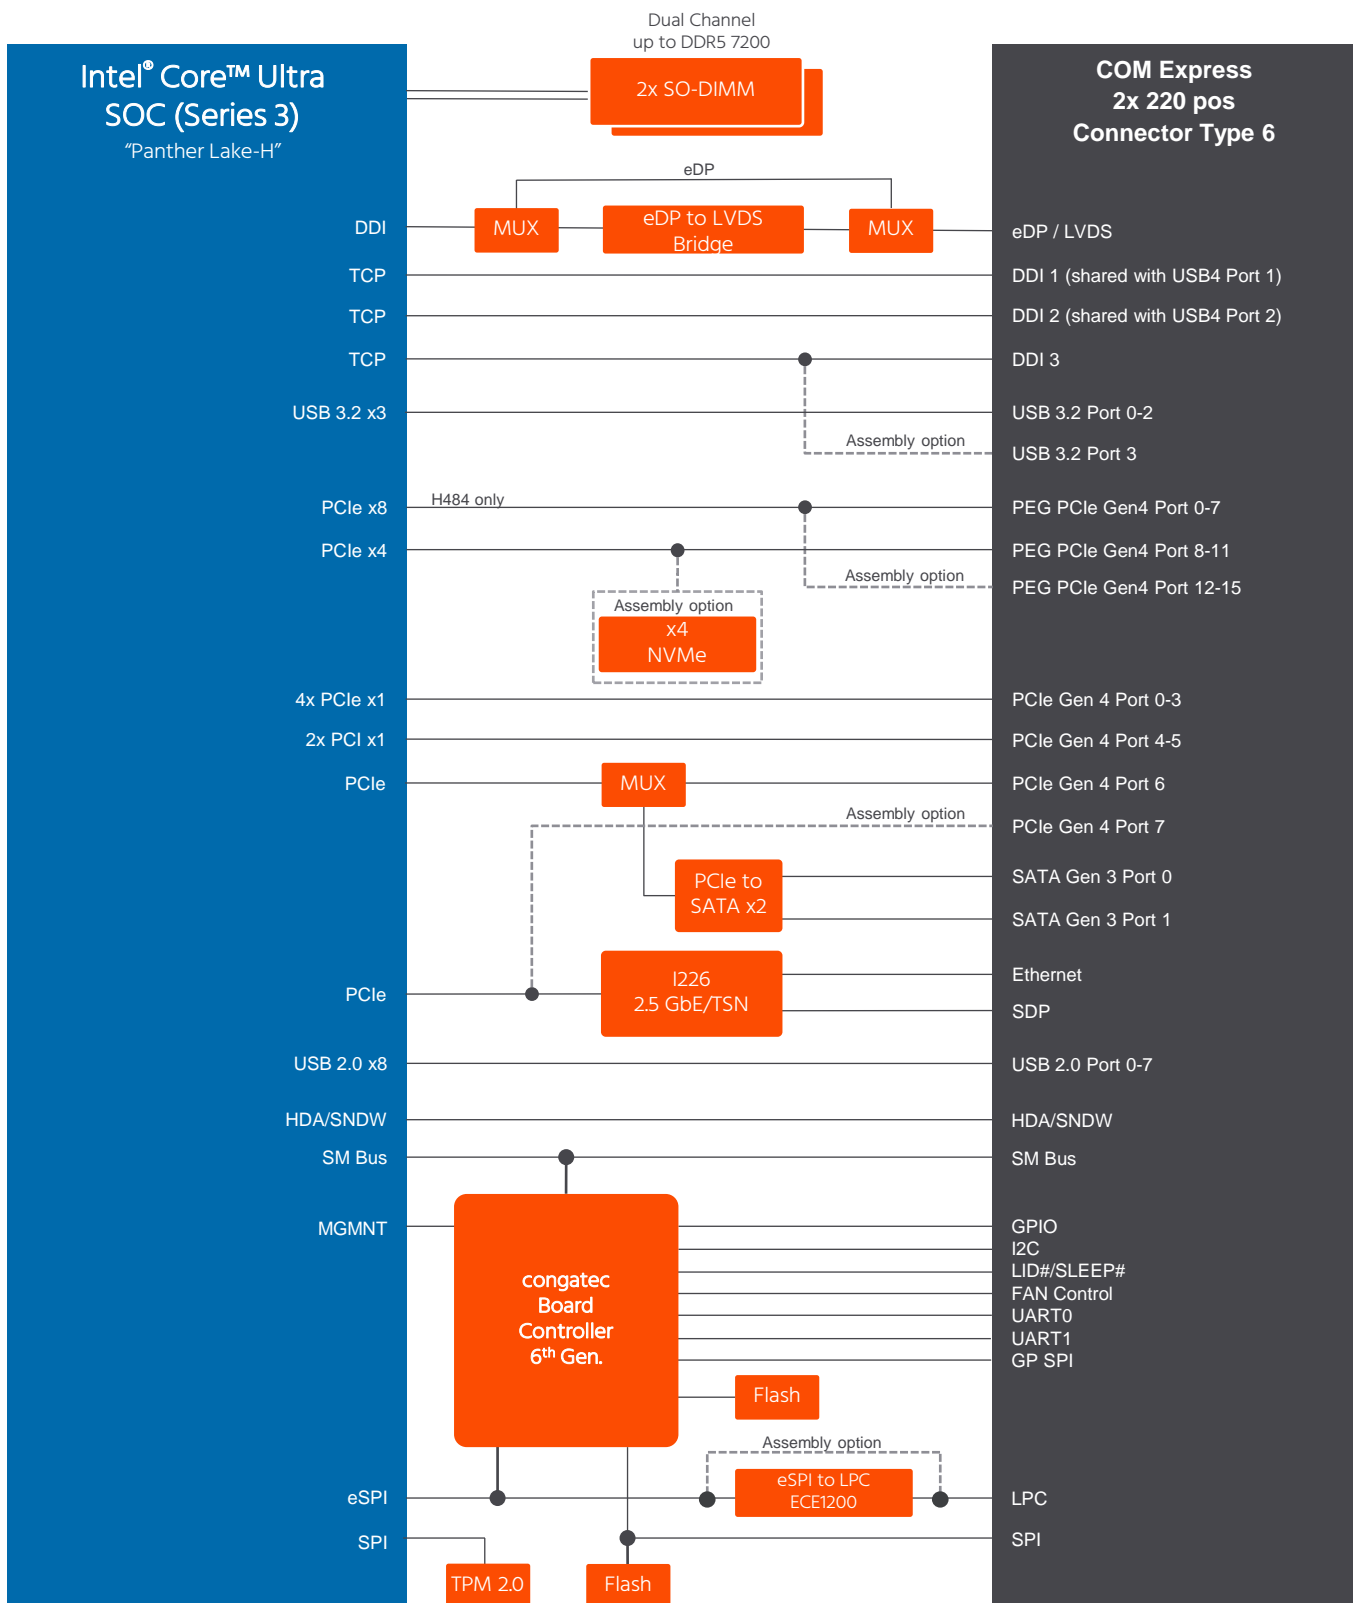 Dual Channel
up to DDR5 7200
Intel® Core™ Ultra
SOC (Series 3)
“Panther Lake-H”
2x SO-DIMM
COM Express
2x 220 pos
Connector Type 6
eDP
DDI
MUX
eDP to LVDS
Bridge
MUX
eDP / LVDS
TCP
DDI 1 (shared with USB4 Port 1)
TCP
DDI 2 (shared with USB4 Port 2)
TCP
DDI 3
USB 3.2 x3
USB 3.2 Port 0-2
Assembly option
USB 3.2 Port 3
PCIe x8
H484 only
PEG PCIe Gen4 Port 0-7
PCIe x4
PEG PCIe Gen4 Port 8-11
Assembly option
PEG PCIe Gen4 Port 12-15
Assembly option
x4
NVMe
4x PCIe x1
PCIe Gen 4 Port 0-3
2x PCI x1
PCIe Gen 4 Port 4-5
PCIe
MUX
PCIe Gen 4 Port 6
Assembly option
PCIe Gen 4 Port 7
PCIe to
SATA x2
SATA Gen 3 Port 0
SATA Gen 3 Port 1
I226
2.5 GbE/TSN
Ethernet
PCIe
SDP
USB 2.0 x8
USB 2.0 Port 0-7
HDA/SNDW
HDA/SNDW
SM Bus
SM Bus
MGMNT
congatec
Board
Controller
6th Gen.
GPIO
I2C
LID#/SLEEP#
FAN Control
UART0
UART1
GP SPI
Flash
Assembly option
eSPI
eSPI to LPC
ECE1200
LPC
SPI
SPI
TPM 2.0
Flash